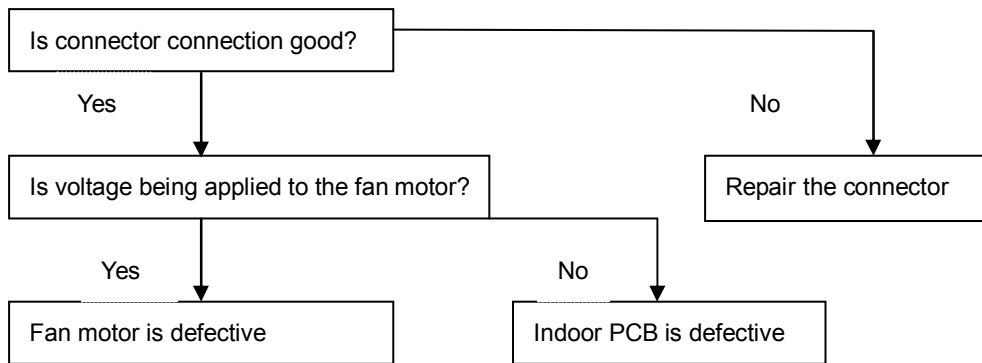 Is connector connection good?
Yes
No
Is voltage being applied to the fan motor?
Repair the connector
Yes
No
Fan motor is defective
Indoor PCB is defective